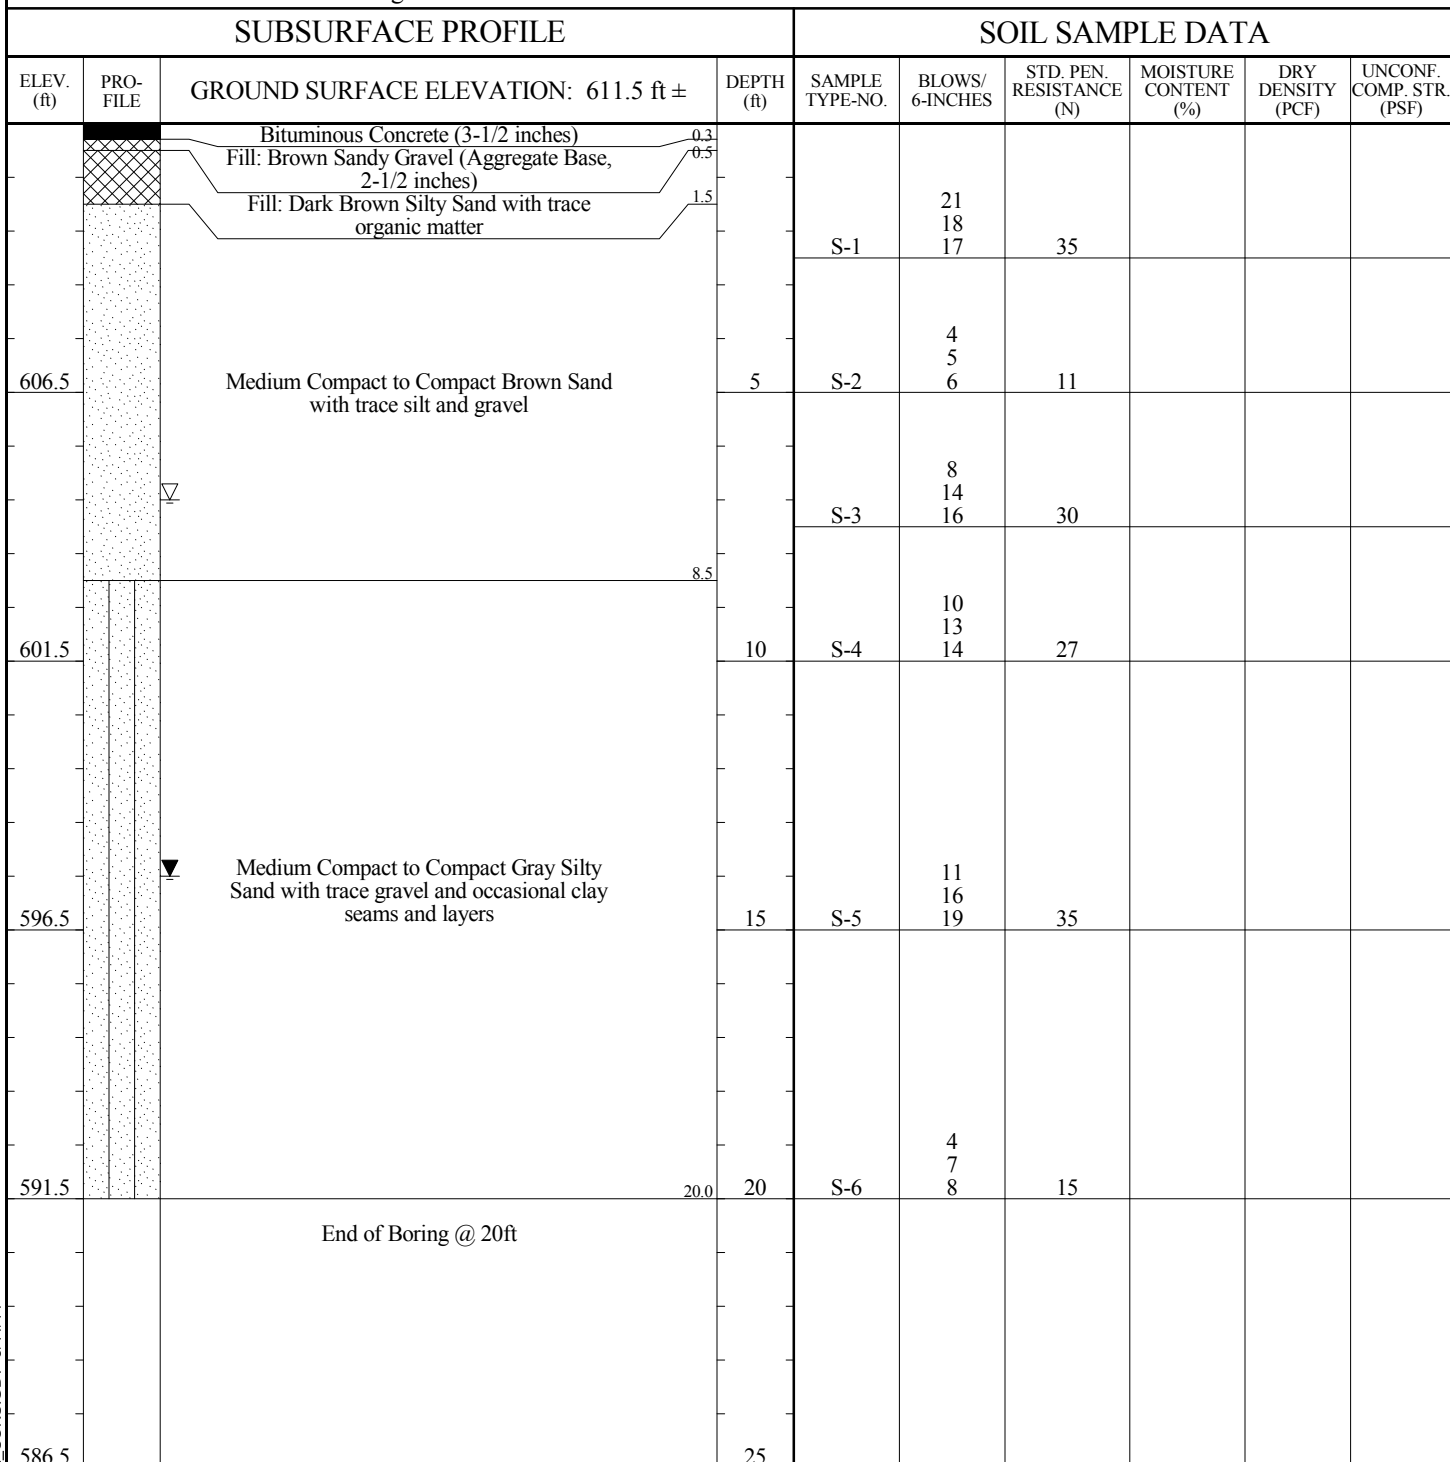 SUBSURFACE PROFILE
SOIL SAMPLE DATA
ELEV. (ft)
PRO-FILE
GROUND SURFACE ELEVATION: 611.5 ft ±
DEPTH (ft)
SAMPLE TYPE-NO.
BLOWS/ 6-INCHES
STD. PEN. RESISTANCE (N)
MOISTURE CONTENT (%)
DRY DENSITY (PCF)
UNCONF. COMP. STR. (PSF)
Bituminous Concrete (3-1/2 inches)
0.3
Fill: Brown Sandy Gravel (Aggregate Base,
0.5
2-1/2 inches)
Fill: Dark Brown Silty Sand with trace
1.5
organic matter
21
18
S-1 17 35
4
5
606.5
Medium Compact to Compact Brown Sand
5 S-2 6 11
with trace silt and gravel
8
14
S-3 16 30
8.5
10
13
601.5 10 S-4 14 27
Medium Compact to Compact Gray Silty
11
Sand with trace gravel and occasional clay
16
seams and layers
596.5 15 S-5 19 35
4
7
591.5 20.0 20 S-6 8 15
End of Boring @ 20ft
586.5 25